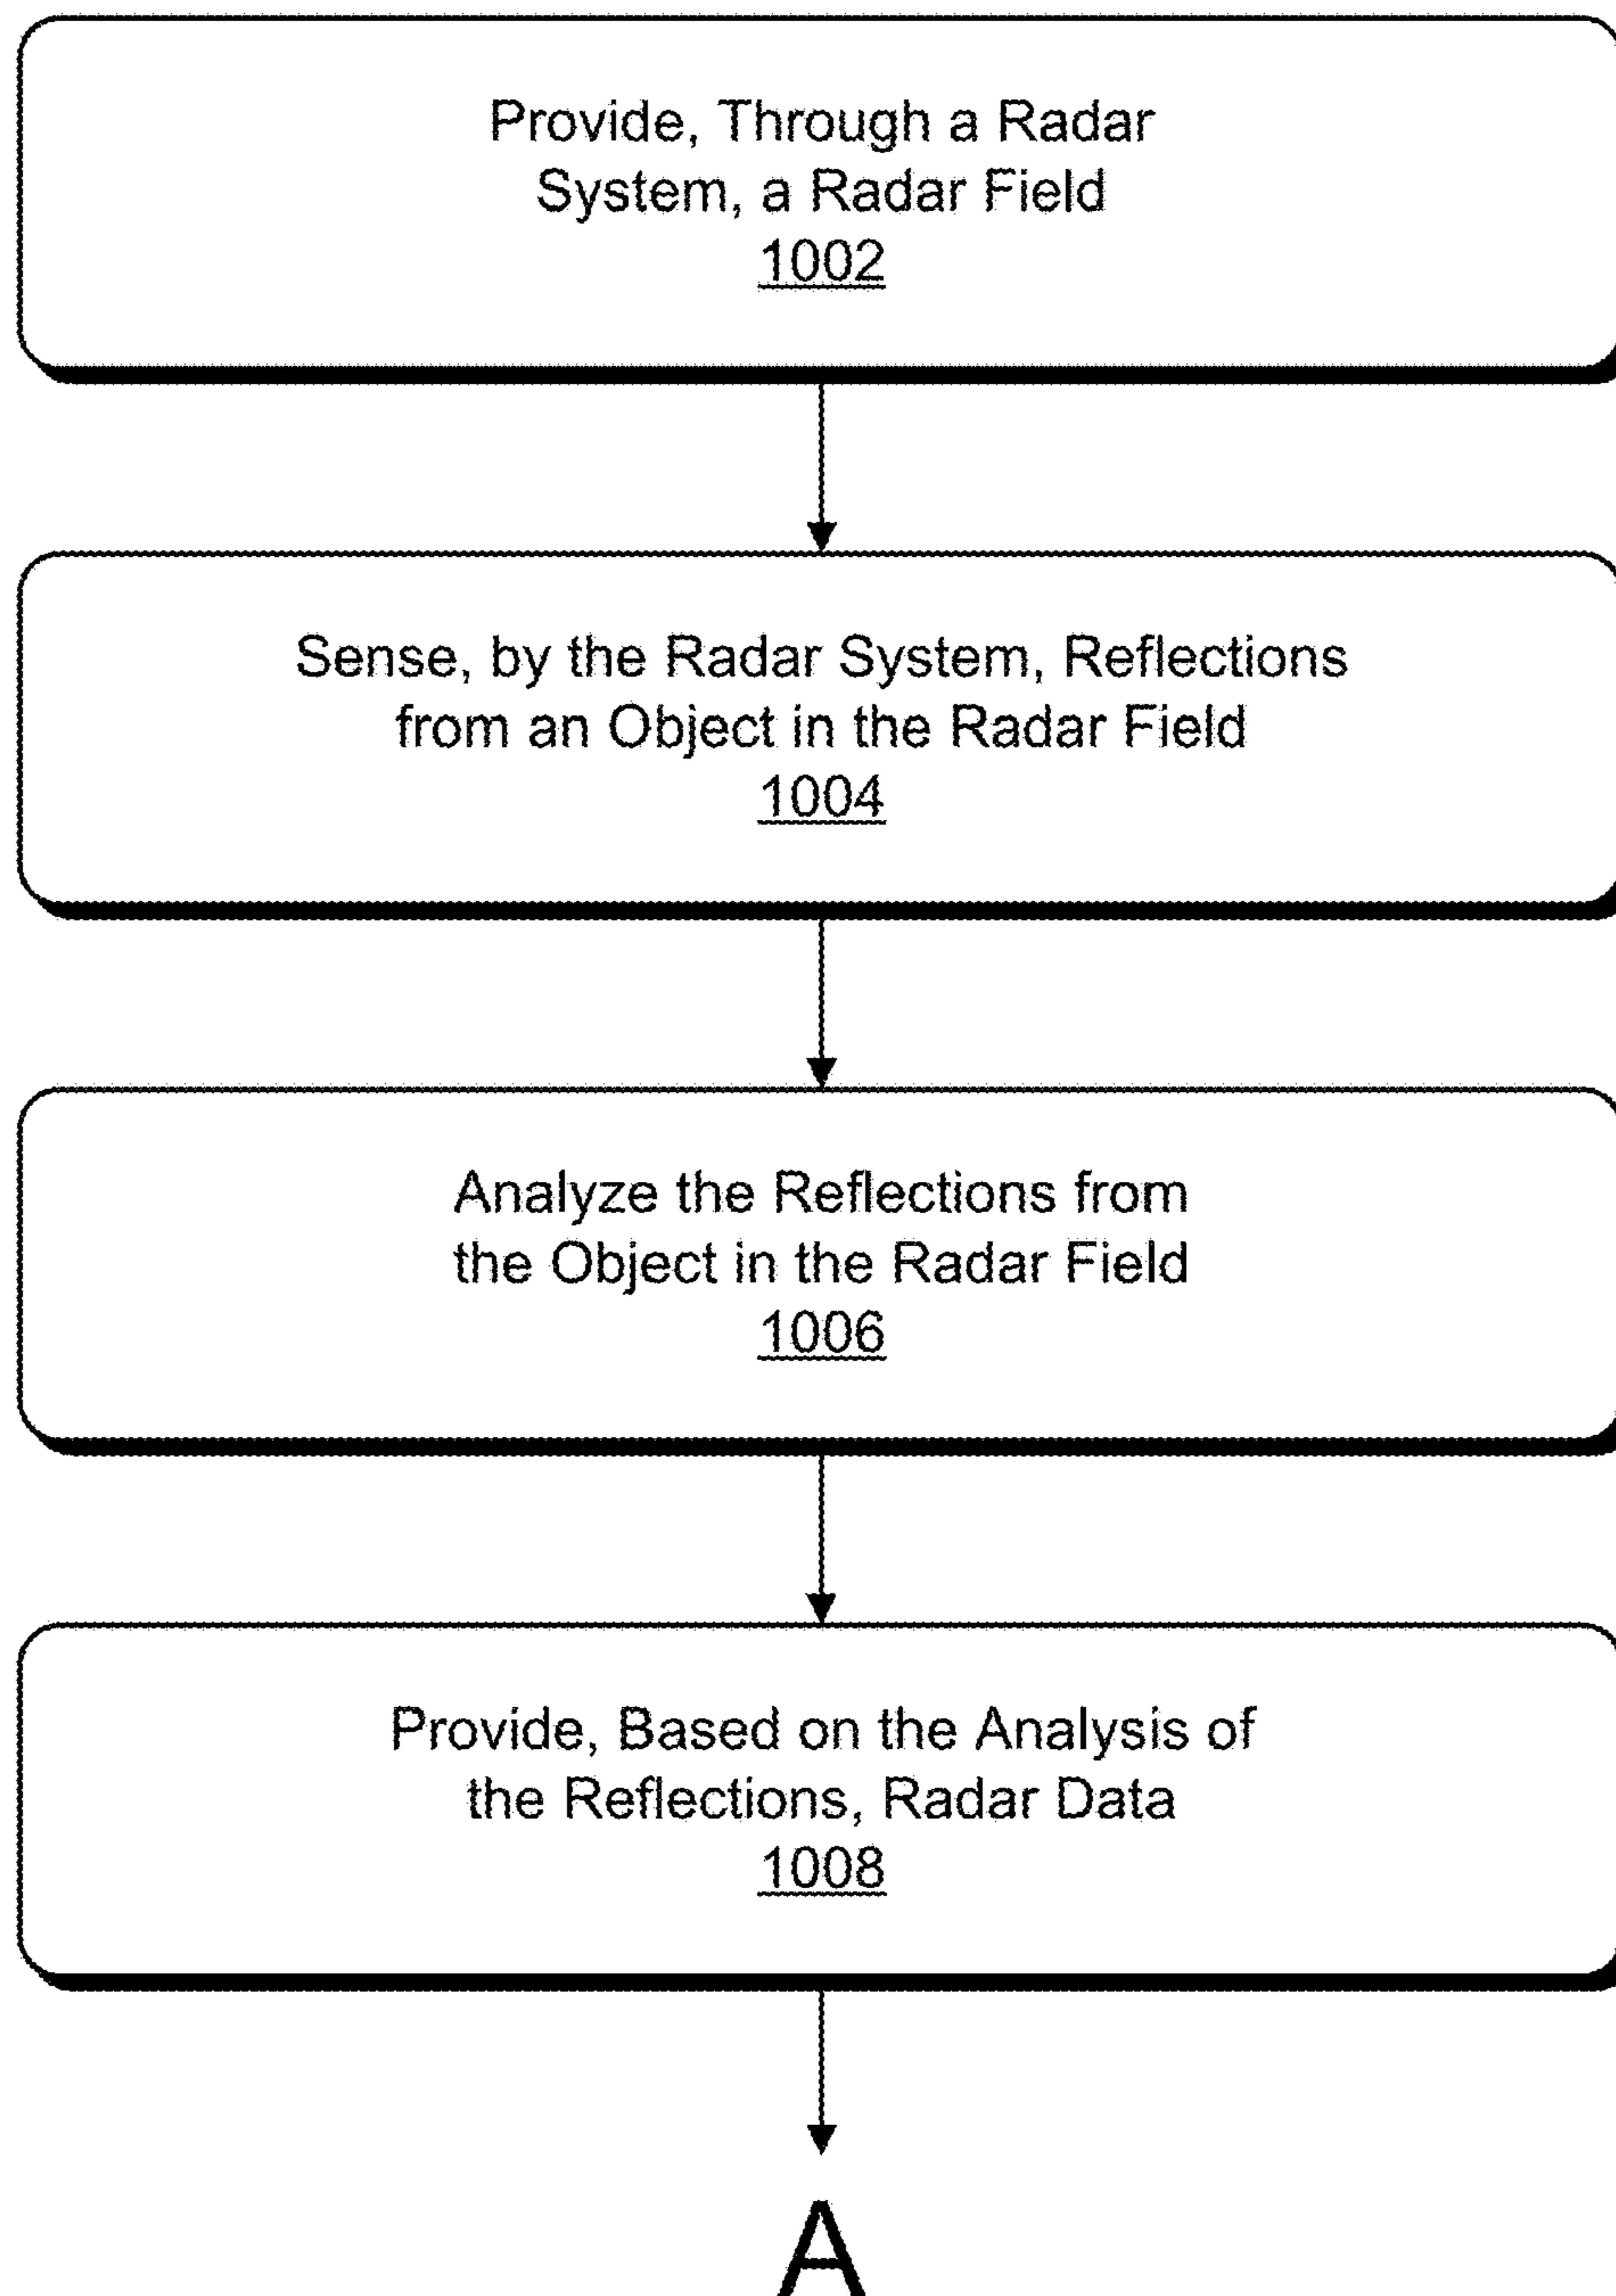 Provide, Through a Radar
System, a Radar Field
1002
Sense, by the Radar System, Reflections
from an Object in the Radar Field
1004
Analyze the Reflections from
the Object in the Radar Field
1006
Provide, Based on the Analysis of
the Reflections, Radar Data
1008
A